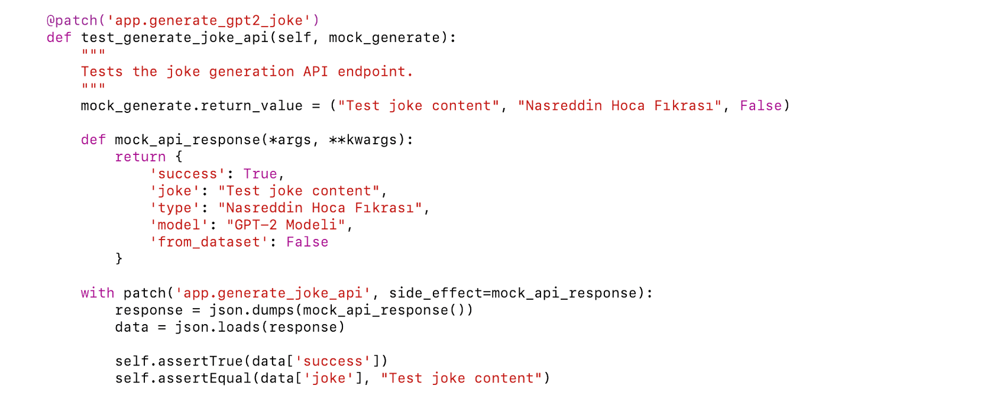 @patch('app.generate_gpt2_joke')
def test_generate_joke_api(self, mock_generate):
    """
    Tests the joke generation API endpoint.
    """
    mock_generate.return_value = ("Test joke content", "Nasreddin Hoca Fıkrası", False)

    def mock_api_response(*args, **kwargs):
        return {
            'success': True,
            'joke': "Test joke content",
            'type': "Nasreddin Hoca Fıkrası",
            'model': "GPT-2 Modeli",
            'from_dataset': False
        }

    with patch('app.generate_joke_api', side_effect=mock_api_response):
        response = json.dumps(mock_api_response())
        data = json.loads(response)

        self.assertTrue(data['success'])
        self.assertEqual(data['joke'], "Test joke content")